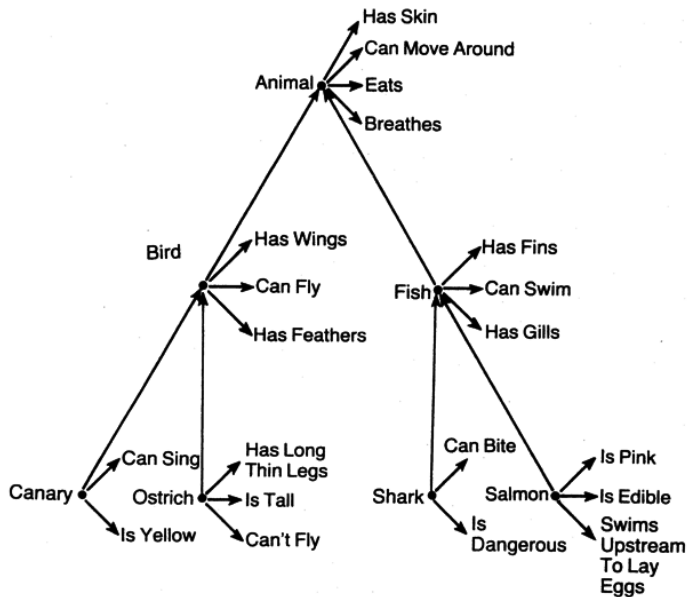 Has Skin
Can Move Around
Animal
Eats
Breathes
Bird
Has Wings
Can Fly
Has Feathers
Fish
Has Fins
Can Swim
Has Gills
Canary
Can Sing
Is Yellow
Ostrich
Has Long
Thin Legs
Is Tall
Can't Fly
Shark
Can Bite
Is
Dangerous
Salmon
Is Pink
Is Edible
Swims
Upstream
To Lay
Eggs